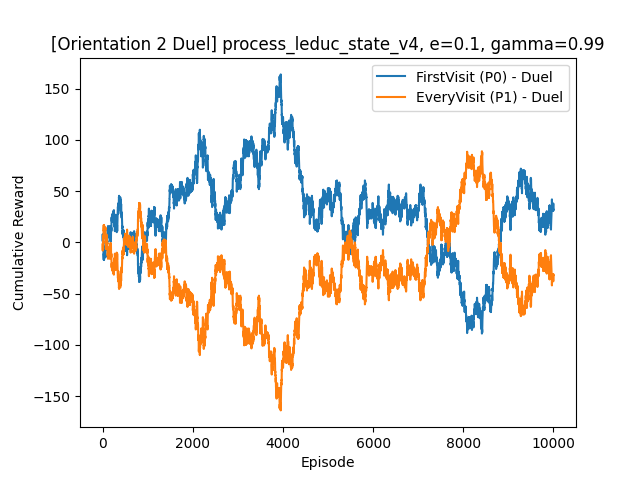 [Orientation 2 Duel] process_leduc_state_v4, e=0.1, gamma=0.99
FirstVisit (P0) - Duel
EveryVisit (P1) - Duel
150
100
50
0
−50
−100
−150
Cumulative Reward
0 2000 4000 6000 8000 10000
Episode